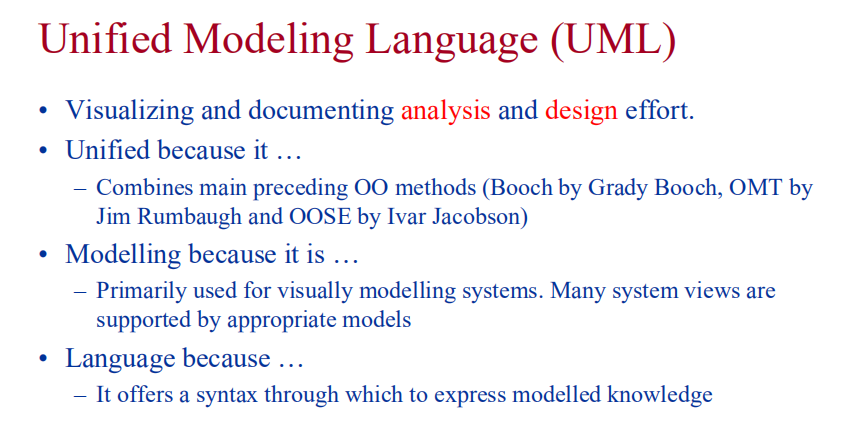 Unified Modeling Language (UML)
• Visualizing and documenting analysis and design effort.
• Unified because it …
– Combines main preceding OO methods (Booch by Grady Booch, OMT by
Jim Rumbaugh and OOSE by Ivar Jacobson)
• Modelling because it is …
– Primarily used for visually modelling systems. Many system views are
supported by appropriate models
• Language because …
– It offers a syntax through which to express modelled knowledge